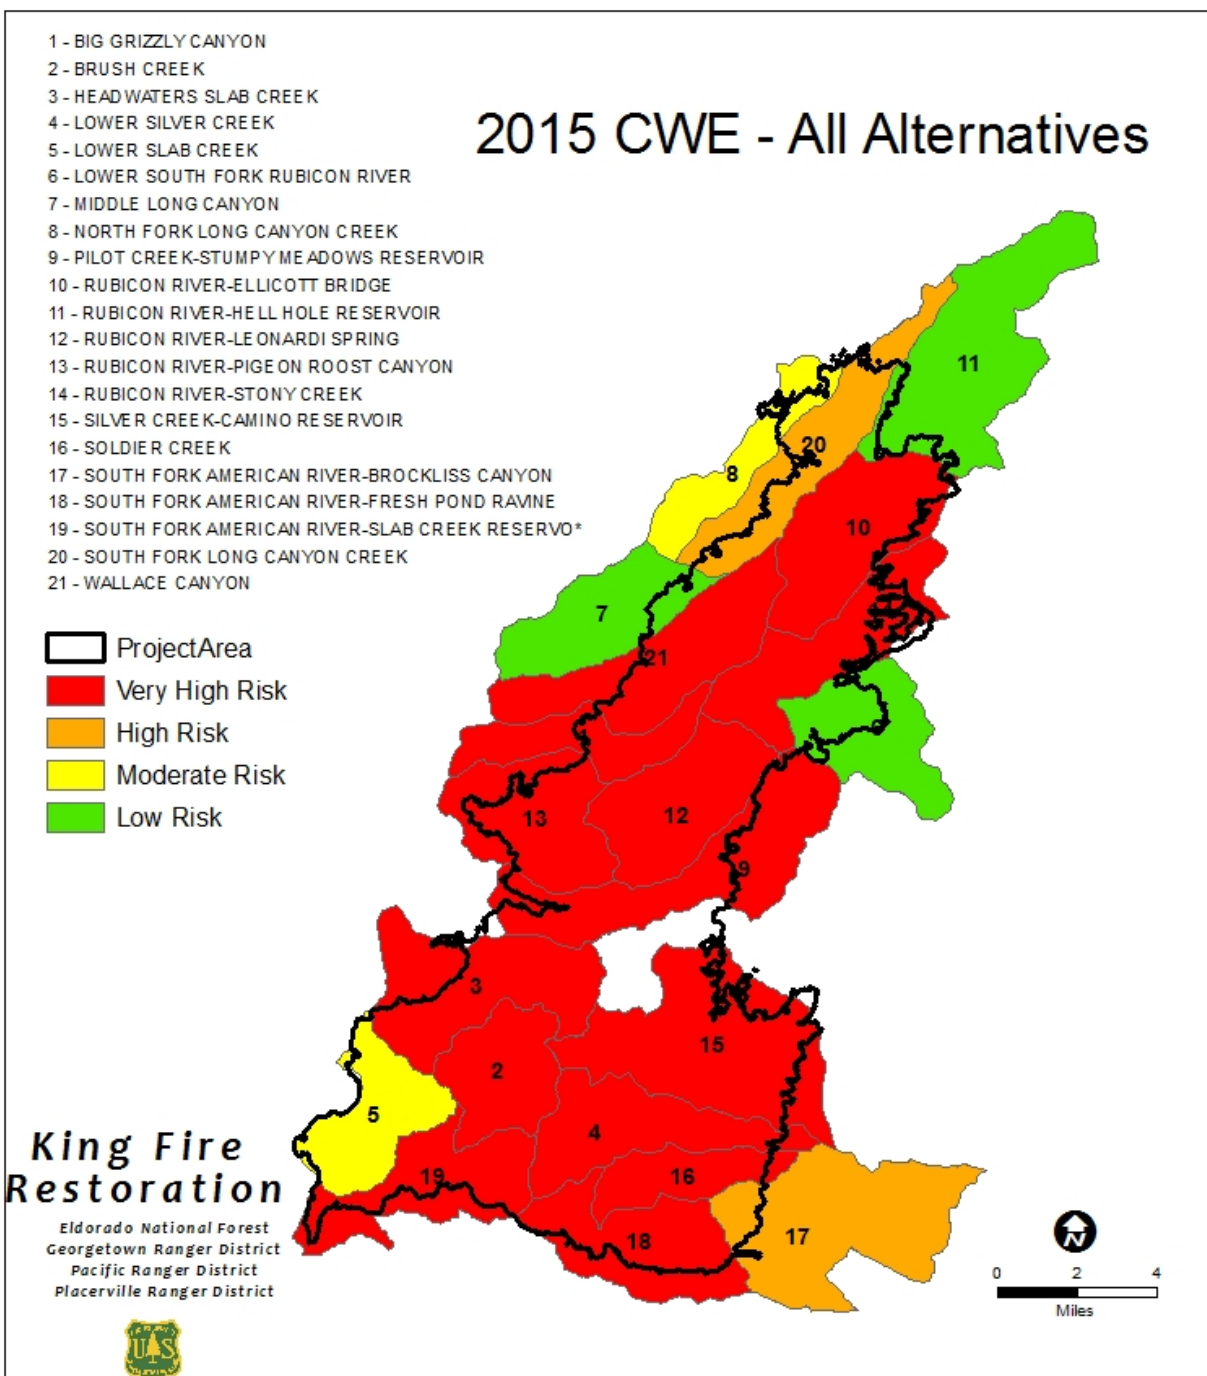 1 - BIG GRIZZLY CANYON
2 - BRUSH CREEK
3 - HEADWATERS SLAB CREEK
4 - LOWER SILVER CREEK
5 - LOWER SLAB CREEK
6 - LOWER SOUTH FORK RUBICON RIVER
7 - MIDDLE LONG CANYON
8 - NORTH FORK LONG CANYON CREEK
9 - PILOT CREEK-STUMPY MEADOWS RESERVOIR
10 - RUBICON RIVER-ELLICOTT BRIDGE
11 - RUBICON RIVER-HELL HOLE RESERVOIR
12 - RUBICON RIVER-LEONARDI SPRING
13 - RUBICON RIVER-PIGEON ROOST CANYON
14 - RUBICON RIVER-STONY CREEK
15 - SILVER CREEK-CAMINO RESERVOIR
16 - SOLDIER CREEK
17 - SOUTH FORK AMERICAN RIVER-BROCKLISS CANYON
18 - SOUTH FORK AMERICAN RIVER-FRESH POND RAVINE
19 - SOUTH FORK AMERICAN RIVER-SLAB CREEK RESERVO*
20 - SOUTH FORK LONG CANYON CREEK
21 - WALLACE CANYON
2015 CWE - All Alternatives
ProjectArea
Very High Risk
High Risk
Moderate Risk
Low Risk
11
20
8
10
7
21
13
12
9
3
15
2
5
4
19
16
18
17
King Fire
Restoration
Eldorado National Forest
Georgetown Ranger District
Pacific Ranger District
Placerville Ranger District
U S
N
0 2 4
Miles